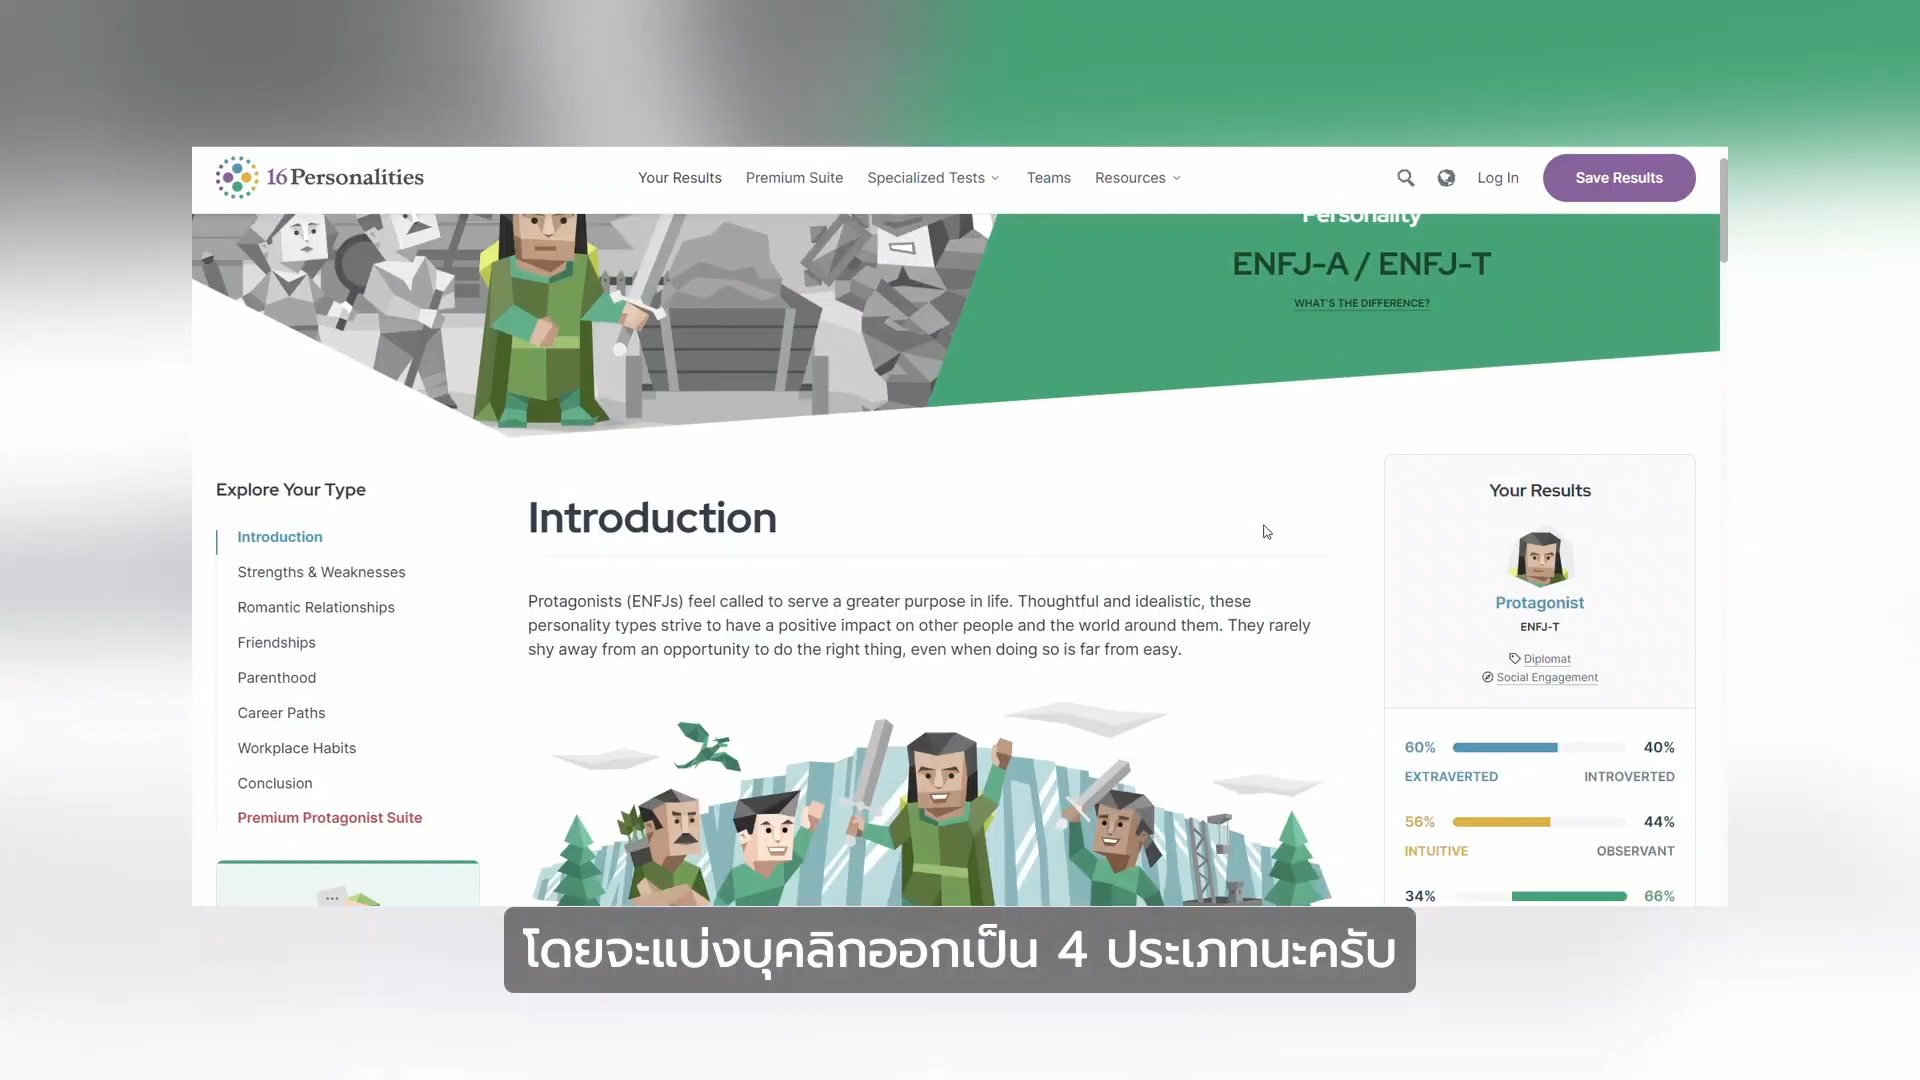 16Personalities
Your Results
Premium Suite
Specialized Tests
Teams
Resources
Log In
Save Results
Personality
ENFJ-A / ENFJ-T
WHAT'S THE DIFFERENCE?
Explore Your Type
Introduction
Strengths & Weaknesses
Romantic Relationships
Friendships
Parenthood
Career Paths
Workplace Habits
Conclusion
Premium Protagonist Suite
Introduction
Protagonists (ENFJs) feel called to serve a greater purpose in life. Thoughtful and idealistic, these
personality types strive to have a positive impact on other people and the world around them. They rarely
shy away from an opportunity to do the right thing, even when doing so is far from easy.
Your Results
Protagonist
ENFJ-T
Diplomat
Social Engagement
60% 40%
EXTRAVERTED INTROVERTED
56% 44%
INTUITIVE OBSERVANT
34% 66%
โดยจะแบ่งบุคลิกออกเป็น 4 ประเภทนะครับ